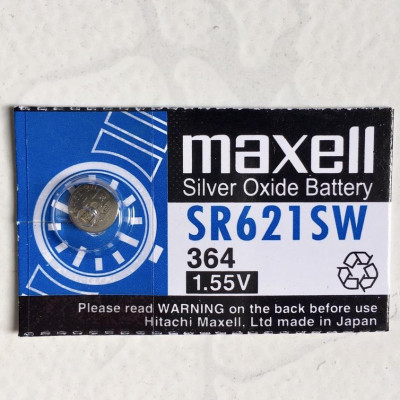 maxell
Silver Oxide Battery
SR621SW
364
1.55V
Please read WARNING on the back before use
Hitachi Maxell, Ltd made in Japan